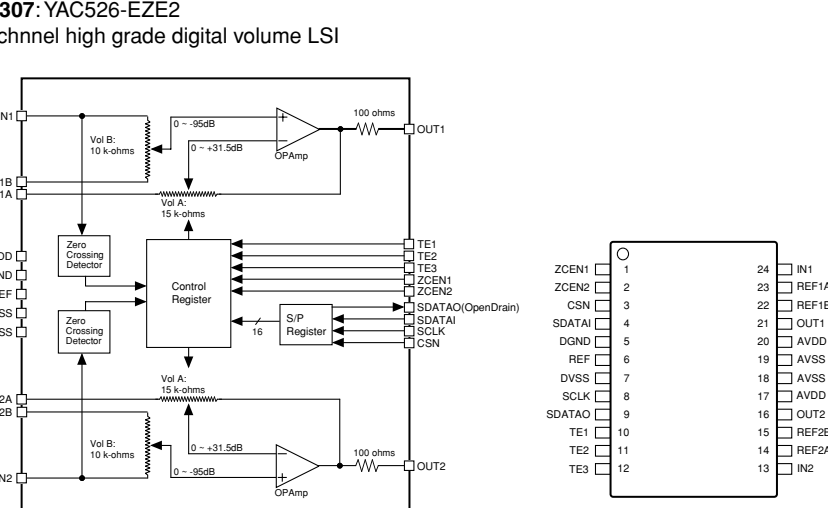 307: YAC526-EZE2
chnnel high grade digital volume LSI
N1
Vol B:
10 k-ohms
0 ~ -95dB
0 ~ +31.5dB
OPAmp
100 ohms
OUT1
1B
1A
Vol A:
15 k-ohms
Zero
Crossing
Detector
Control
Register
TE1
TE2
TE3
ZCEN1
ZCEN2
SDATAO(OpenDrain)
SDATAI
SCLK
CSN
S/P
Register
16
DD
ND
EF
SS
SS
Zero
Crossing
Detector
Vol A:
15 k-ohms
2A
2B
Vol B:
10 k-ohms
0 ~ +31.5dB
0 ~ -95dB
OPAmp
100 ohms
OUT2
N2
ZCEN1 1 24 IN1
ZCEN2 2 23 REF1A
CSN 3 22 REF1B
SDATAI 4 21 OUT1
DGND 5 20 AVDD
REF 6 19 AVSS
DVSS 7 18 AVSS
SCLK 8 17 AVDD
SDATAO 9 16 OUT2
TE1 10 15 REF2B
TE2 11 14 REF2A
TE3 12 13 IN2